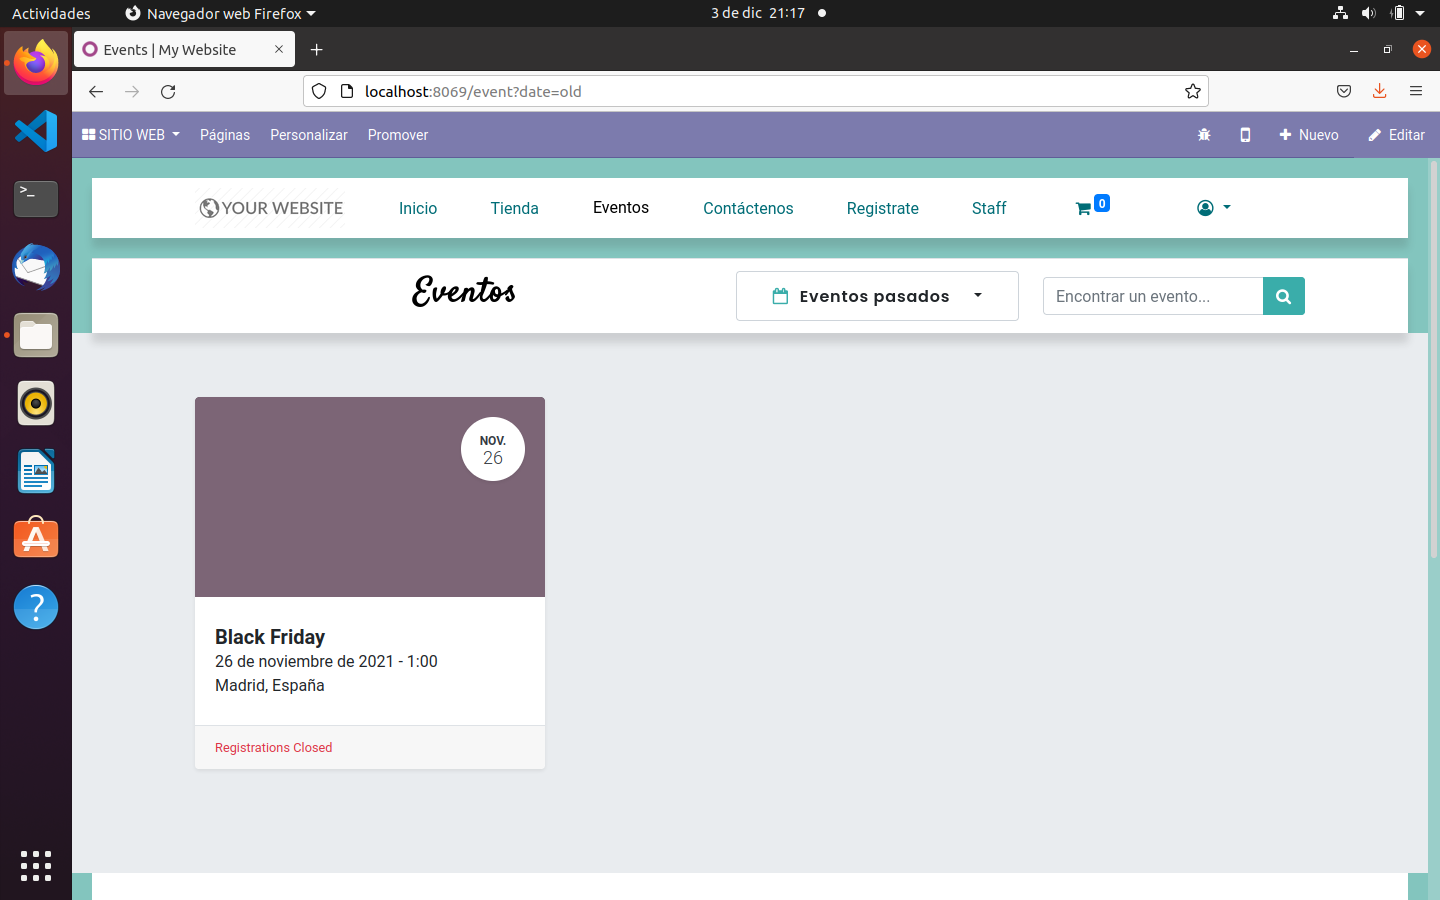 Actividades
Navegador web Firefox
3 de dic 21:17
Events | My Website
localhost:8069/event?date=old
SITIO WEB
Páginas
Personalizar
Promover
Nuevo
Editar
YOUR WEBSITE
Inicio
Tienda
Eventos
Contáctenos
Registrate
Staff
0
Eventos
Eventos pasados
Encontrar un evento...
NOV.
26
Black Friday
26 de noviembre de 2021 - 1:00
Madrid, España
Registrations Closed